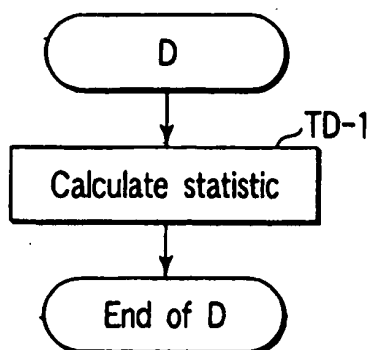 D
TD-1
Calculate statistic
End of D